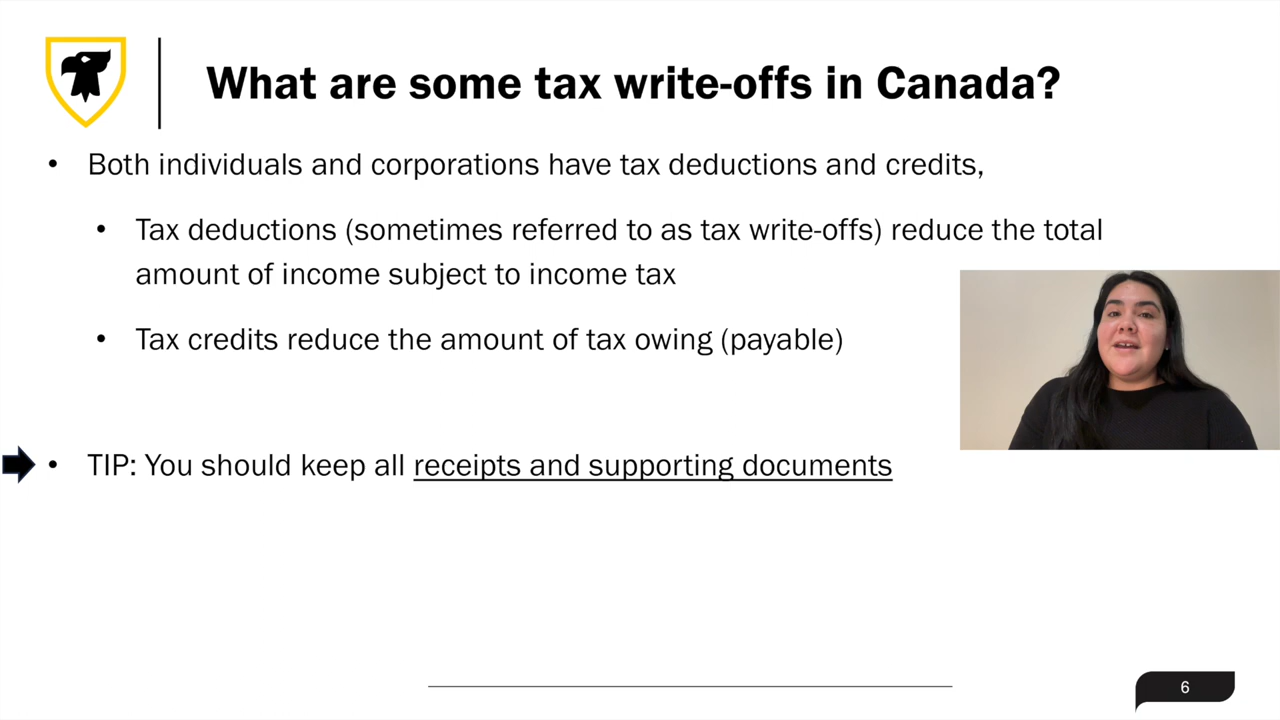 What are some tax write-offs in Canada?
• Both individuals and corporations have tax deductions and credits,
• Tax deductions (sometimes referred to as tax write-offs) reduce the total
amount of income subject to income tax
• Tax credits reduce the amount of tax owing (payable)
• TIP: You should keep all receipts and supporting documents
6